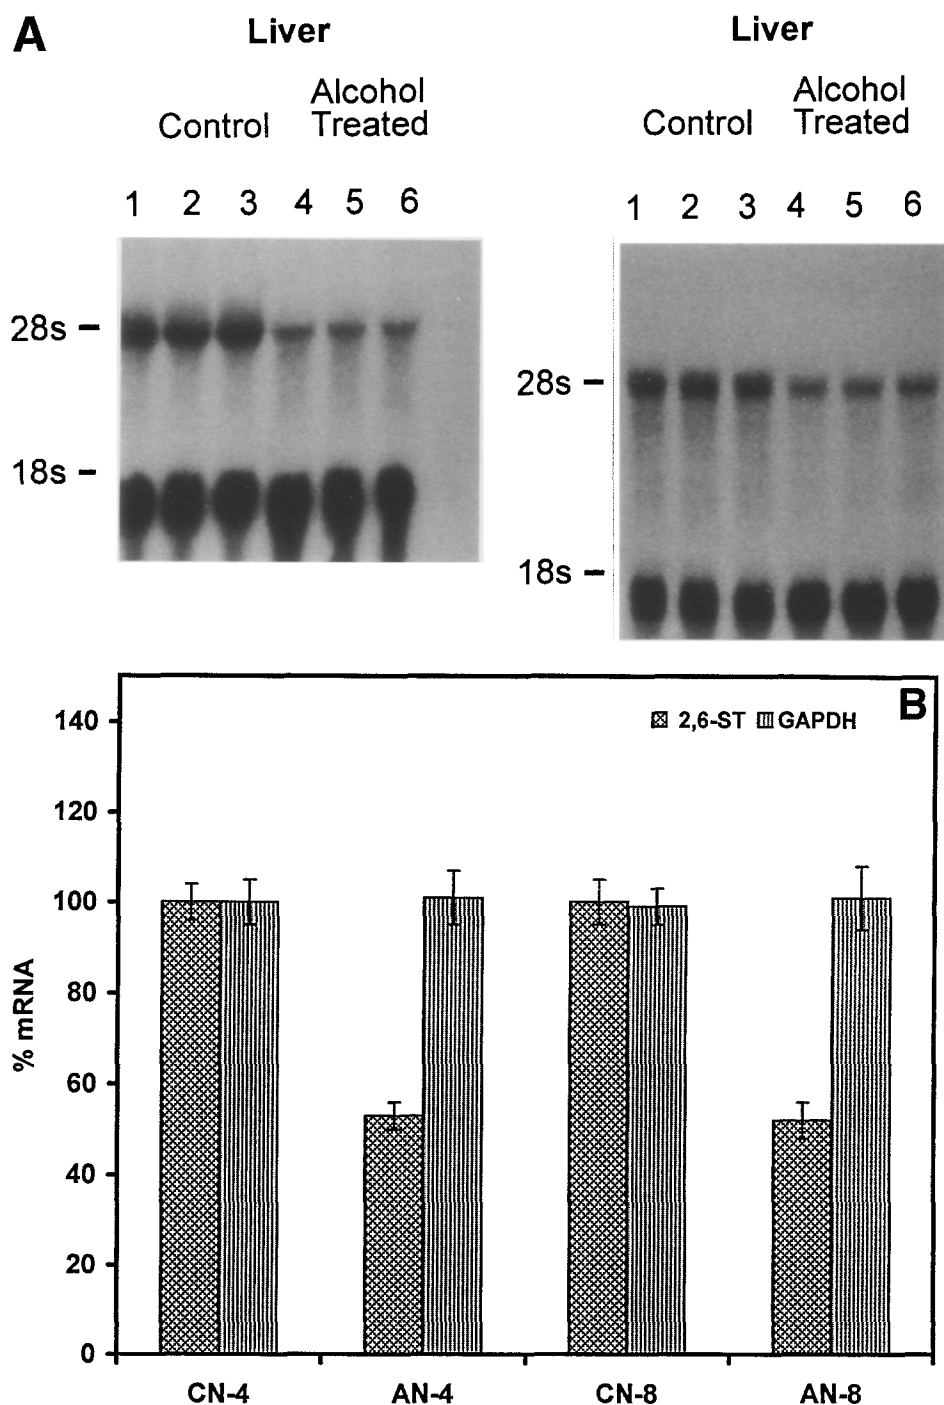 A
Liver
Control
Alcohol
Treated
1 2 3 4 5 6
28s
18s
Liver
Control
Alcohol
Treated
1 2 3 4 5 6
28s
18s
B
2,6-ST GAPDH
% mRNA
140
120
100
80
60
40
20
0
CN-4 AN-4 CN-8 AN-8